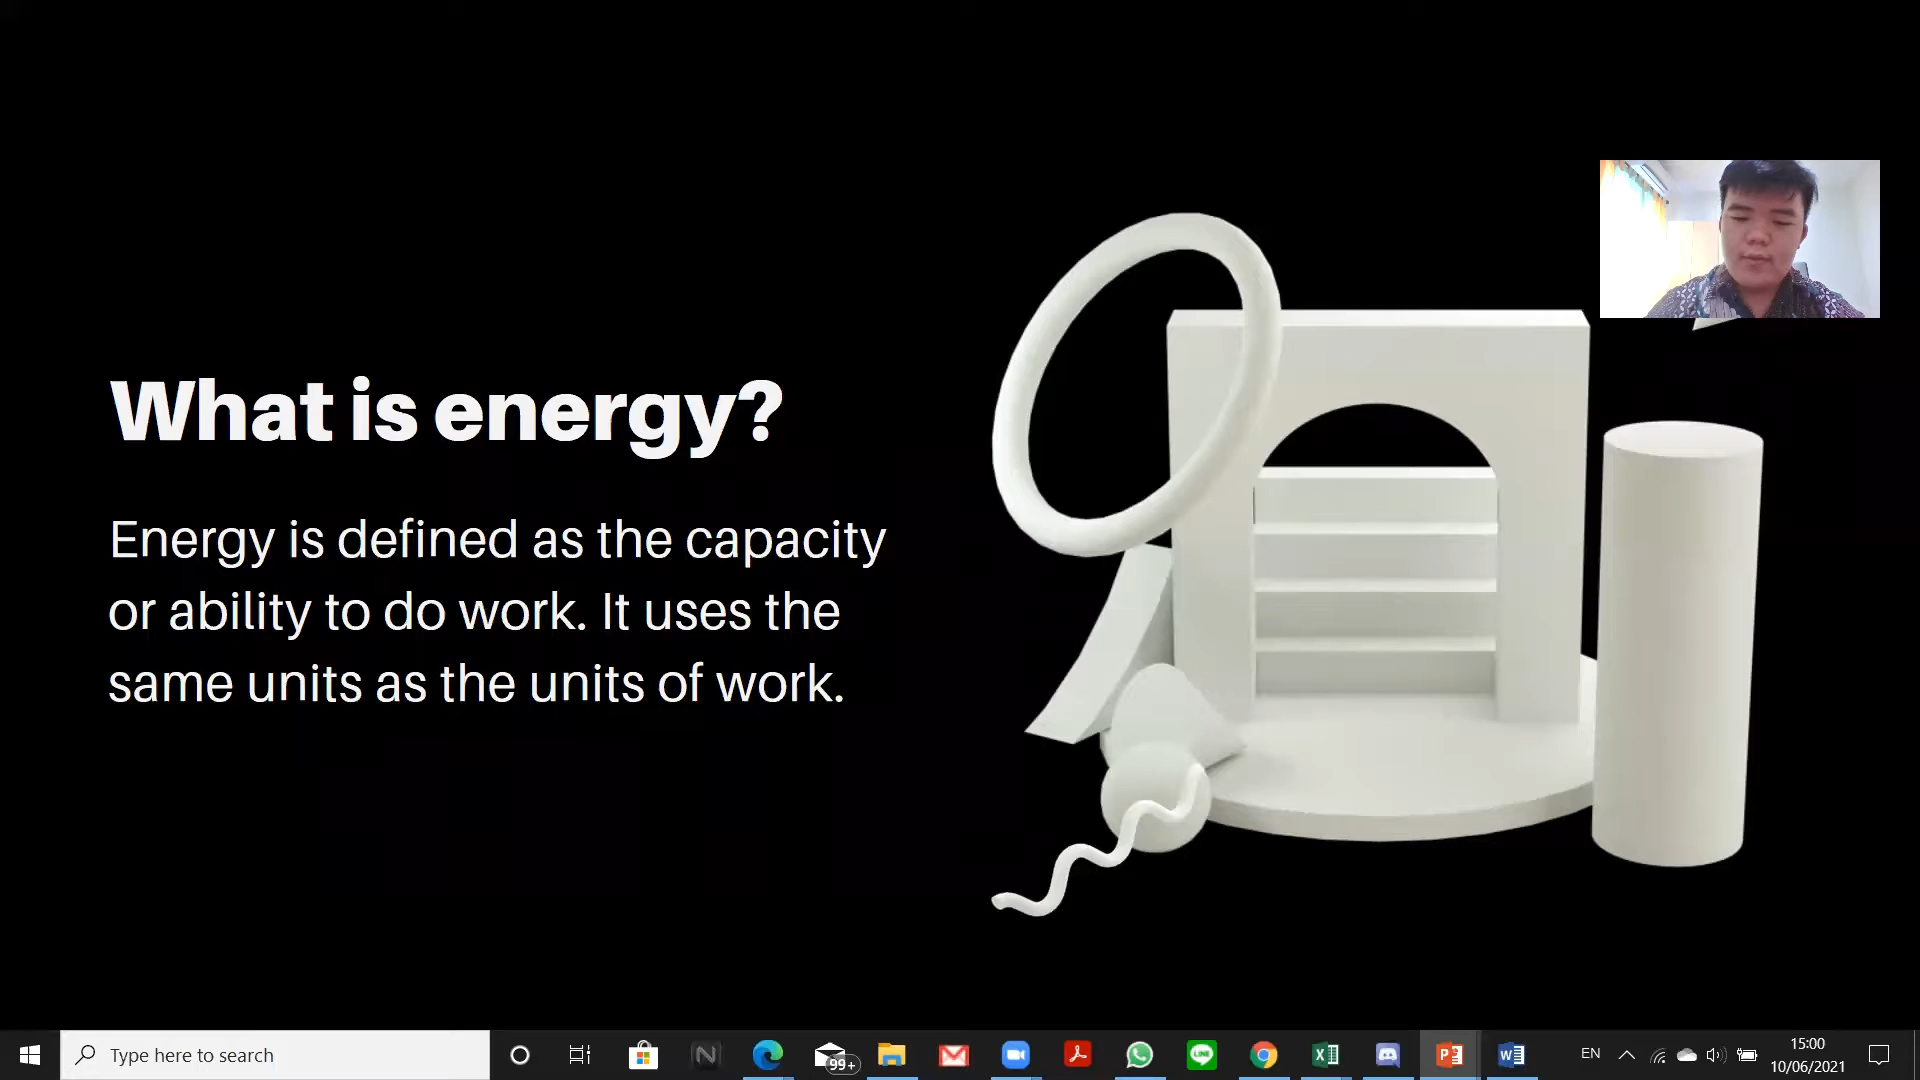 What is energy?
Energy is defined as the capacity
or ability to do work. It uses the
same units as the units of work.
Type here to search
N
99+
LINE
EN
15:00
10/06/2021